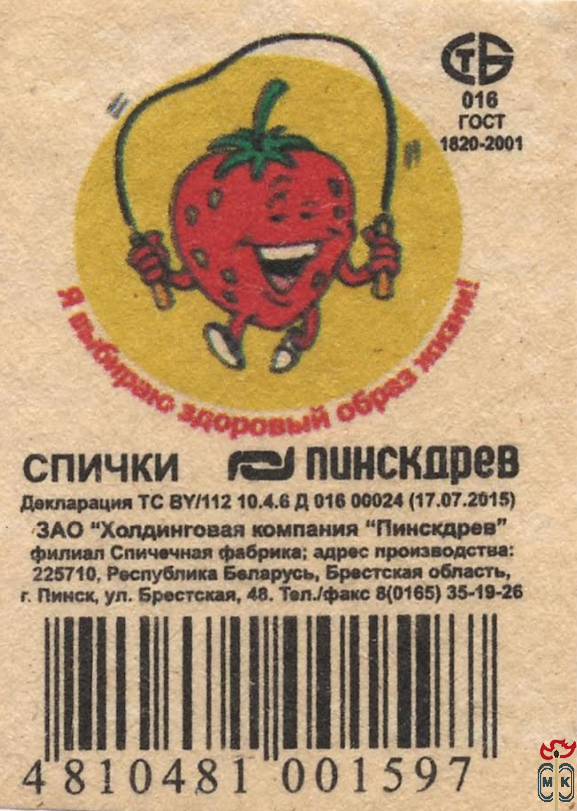 СТБ
016
ГОСТ
1820-2001
Я выбираю здоровый образ жизни!
СПИЧКИ ПИНСКДРЕВ
Декларация ТС BY/112 10.4.6 Д 016 00024 (17.07.2015)
ЗАО "Холдинговая компания "Пинскдрев"
филиал Спичечная фабрика; адрес производства:
225710, Республика Беларусь, Брестская область,
г. Пинск, ул. Брестская, 48. Тел./факс 8(0165) 35-19-26
4 810481 001597
МК